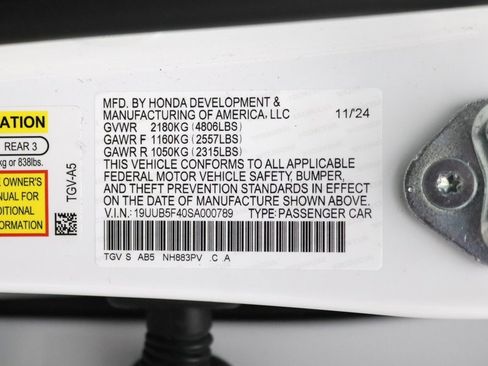 MFD. BY HONDA DEVELOPMENT &
MANUFACTURING OF AMERICA, LLC 11/24
GVWR 2180KG (4806LBS)
GAWR F 1160KG (2557LBS)
GAWR R 1050KG (2315LBS)
THIS VEHICLE CONFORMS TO ALL APPLICABLE
FEDERAL MOTOR VEHICLE SAFETY, BUMPER,
AND THEFT PREVENTION STANDARDS IN EFFECT
ON THE DATE OF MANUFACTURE SHOWN ABOVE.
V.I.N.: 19UUB5F40SA000789 TYPE: PASSENGER CAR
TGV S AB5 NH883PV .C .A
TGV-A5
ATION
REAR 3
kg or 838lbs.
OWNER'S
NUAL FOR
DITIONAL
FORMATION